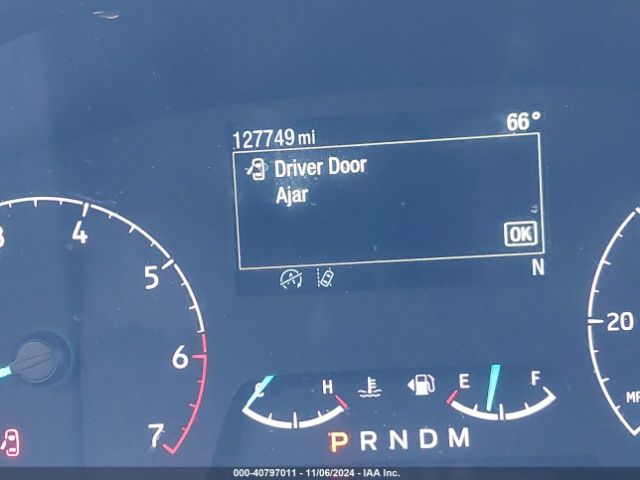 127749 mi 66°
Driver Door
Ajar
OK
N
4
5
6
7
20
C H E F
P R N D M
000-40797011 - 11/06/2024 - IAA Inc.